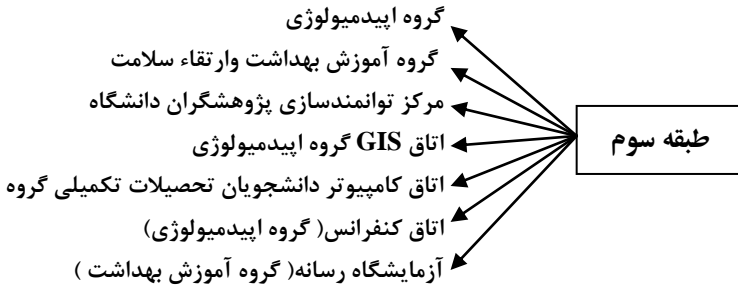 گروه اپیدمیولوژی
گروه آموزش بهداشت وارتقاء سلامت
مرکز توانمندسازی پژوهشگران دانشگاه
اتاق GIS گروه اپیدمیولوژی
اتاق کامپیوتر دانشجویان تحصیلات تکمیلی گروه
اتاق کنفرانس( گروه اپیدمیولوژی)
آزمایشگاه رسانه( گروه آموزش بهداشت )
طبقه سوم